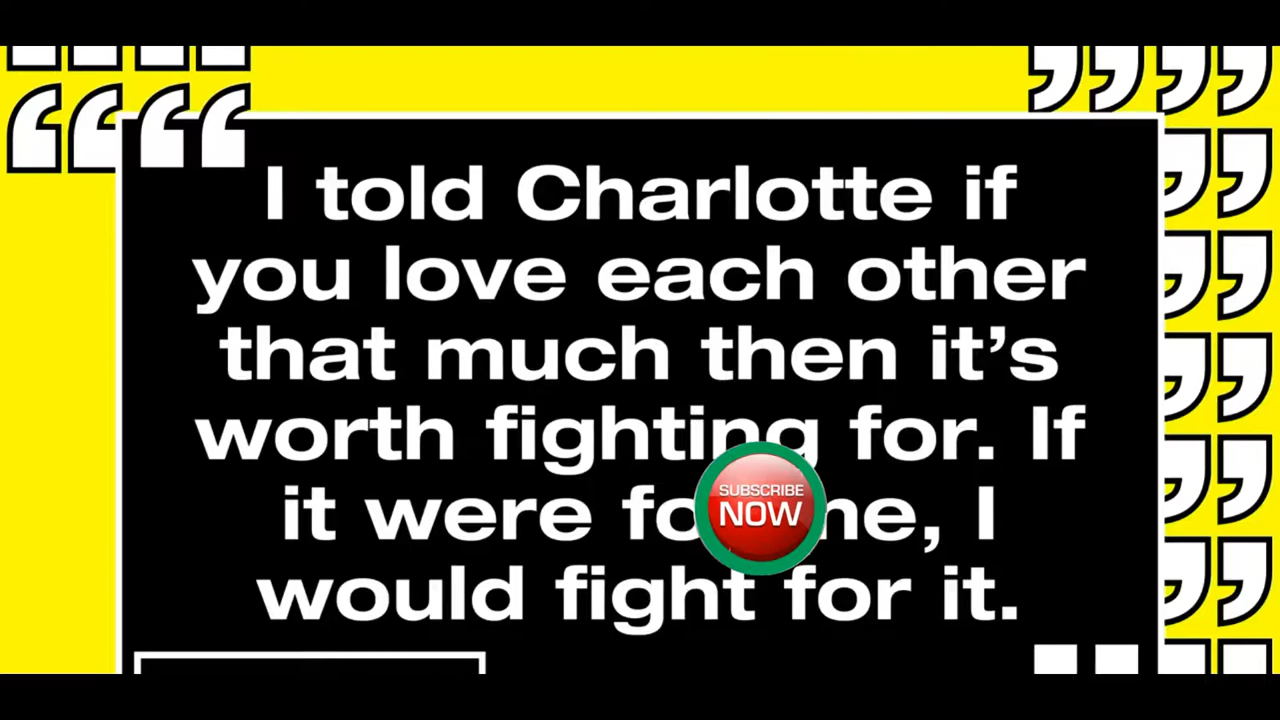 I told Charlotte if
you love each other
that much then it’s
worth fighting for. If
it were
SUBSCRIBE
NOW
, I
would fight for it.